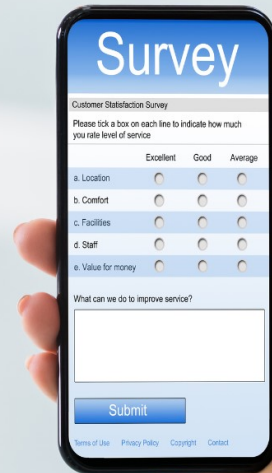 Survey
Customer Statisfaction Survey
Please tick a box on each line to indicate how much
you rate level of service
Excellent Good Average
a. Location
b. Comfort
c. Facilities
d. Staff
e. Value for money
What can we do to improve service?
Submit
Terms of Use Privacy Policy Copyright Contact